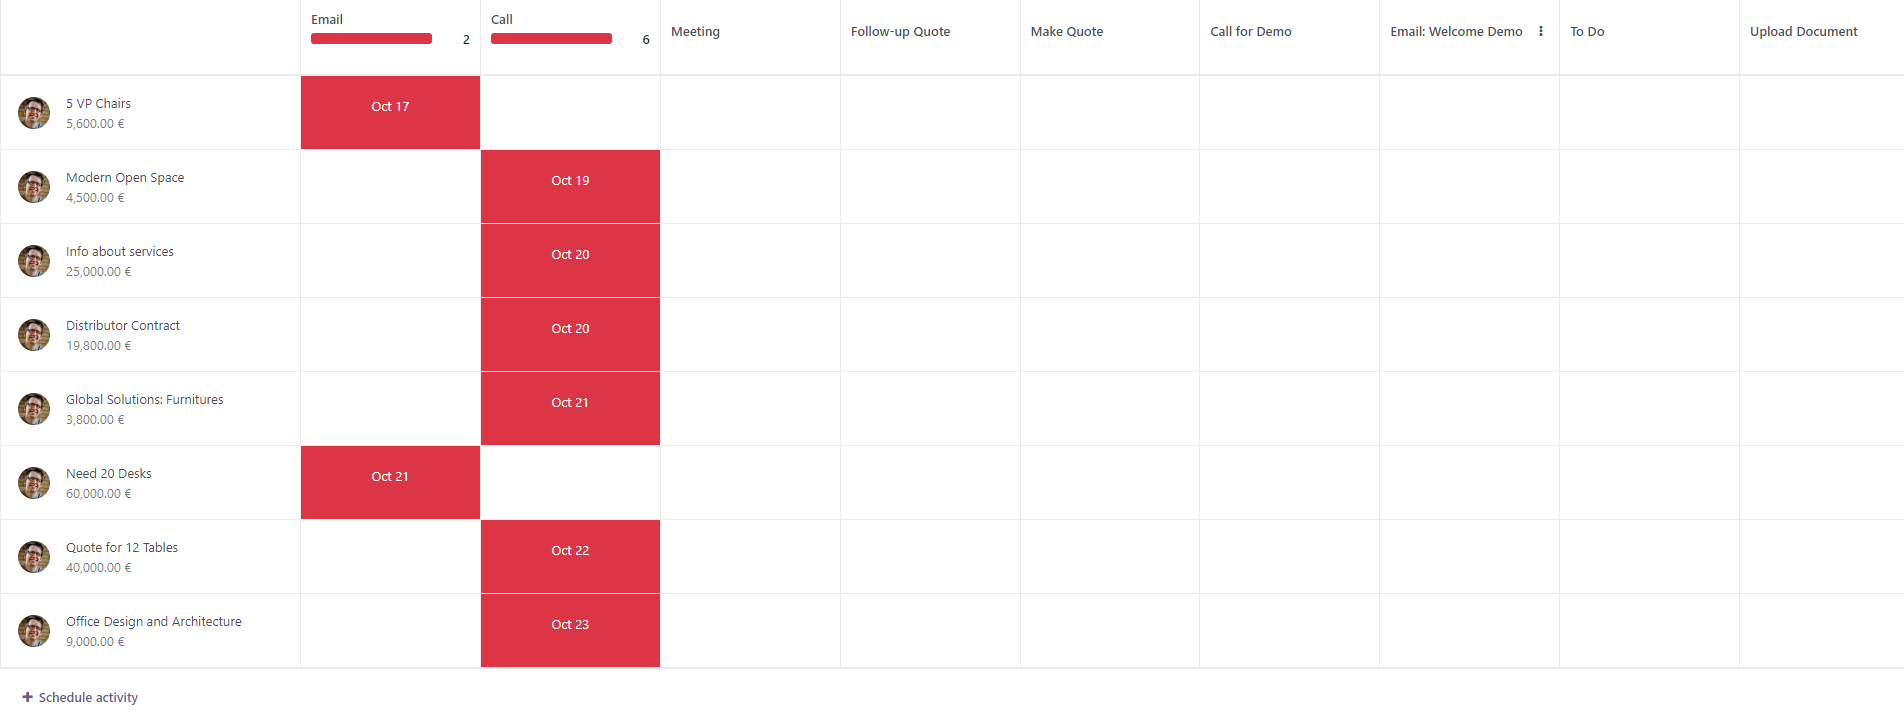 Email
2
Call
6
Meeting
Follow-up Quote
Make Quote
Call for Demo
Email: Welcome Demo
To Do
Upload Document
5 VP Chairs
5,600.00 €
Oct 17
Modern Open Space
4,500.00 €
Oct 19
Info about services
25,000.00 €
Oct 20
Distributor Contract
19,800.00 €
Oct 20
Global Solutions: Furnitures
3,800.00 €
Oct 21
Need 20 Desks
60,000.00 €
Oct 21
Quote for 12 Tables
40,000.00 €
Oct 22
Office Design and Architecture
9,000.00 €
Oct 23
Schedule activity